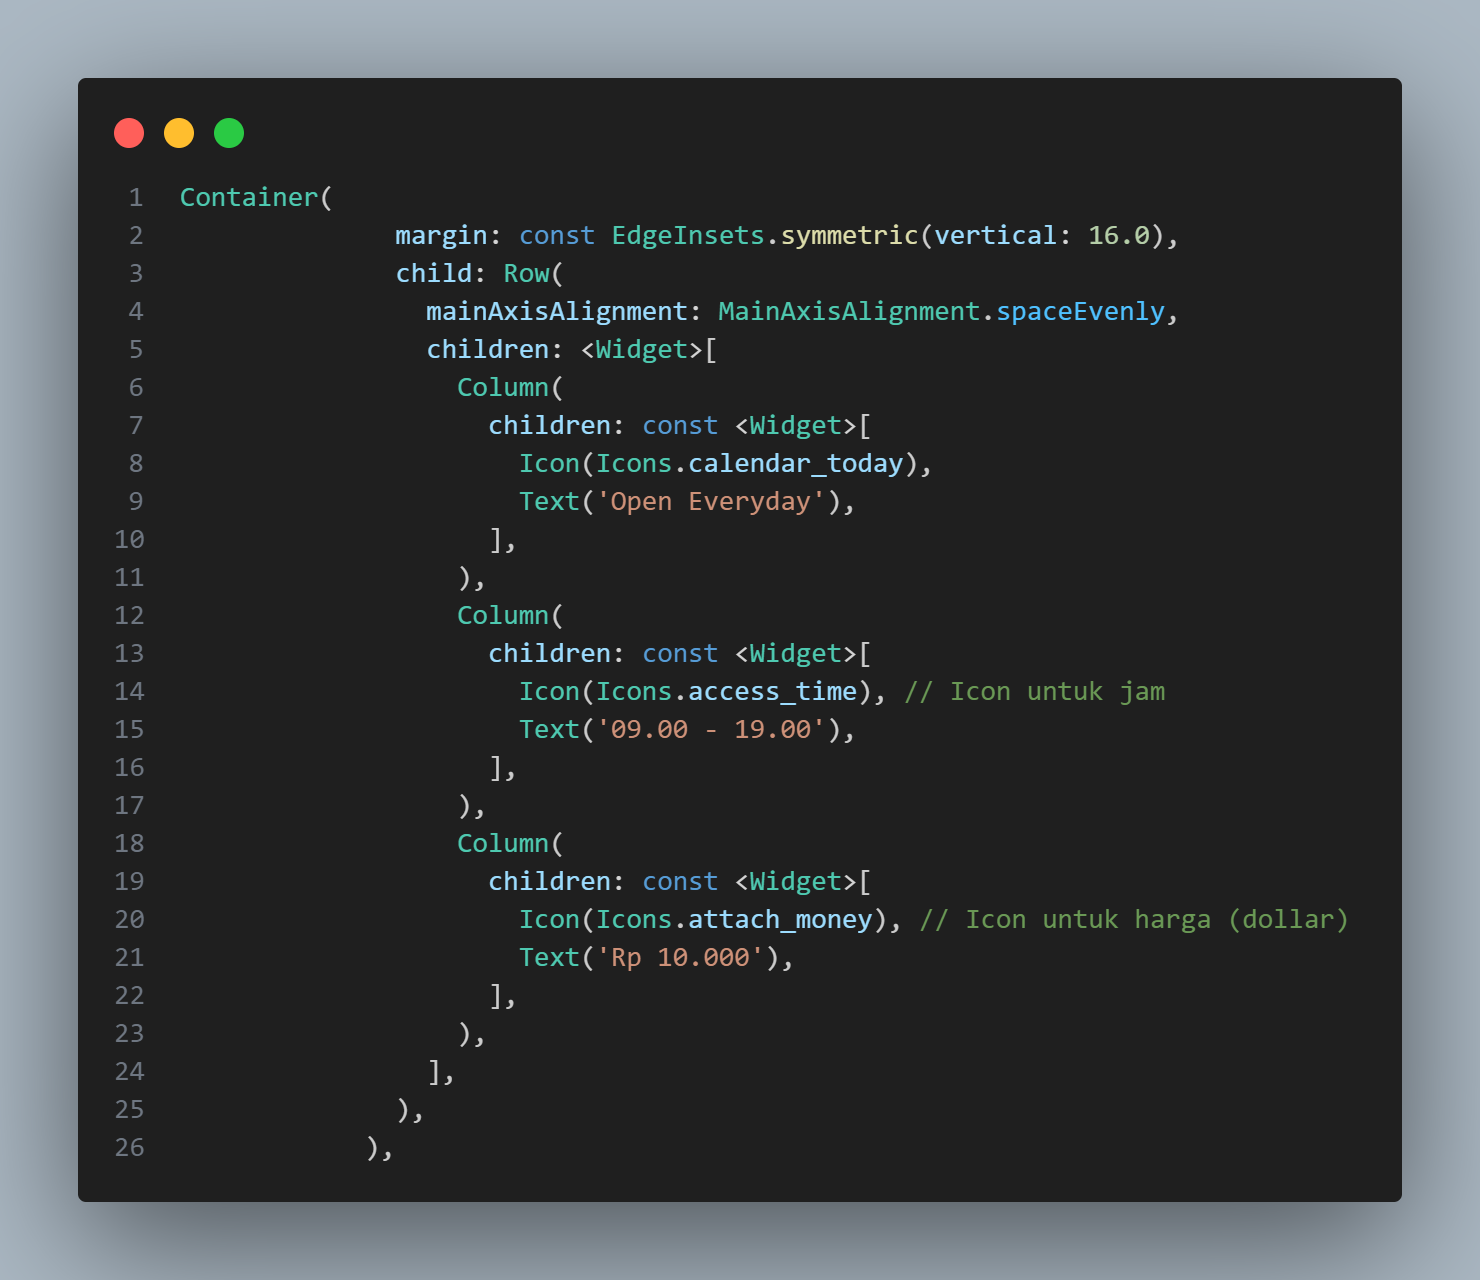 1 Container(
2               margin: const EdgeInsets.symmetric(vertical: 16.0),
3               child: Row(
4                 mainAxisAlignment: MainAxisAlignment.spaceEvenly,
5                 children: <Widget>[
6                   Column(
7                     children: const <Widget>[
8                       Icon(Icons.calendar_today),
9                       Text('Open Everyday'),
10                     ],
11                   ),
12                   Column(
13                     children: const <Widget>[
14                       Icon(Icons.access_time), // Icon untuk jam
15                       Text('09.00 - 19.00'),
16                     ],
17                   ),
18                   Column(
19                     children: const <Widget>[
20                       Icon(Icons.attach_money), // Icon untuk harga (dollar)
21                       Text('Rp 10.000'),
22                     ],
23                   ),
24                 ],
25               ),
26             ),